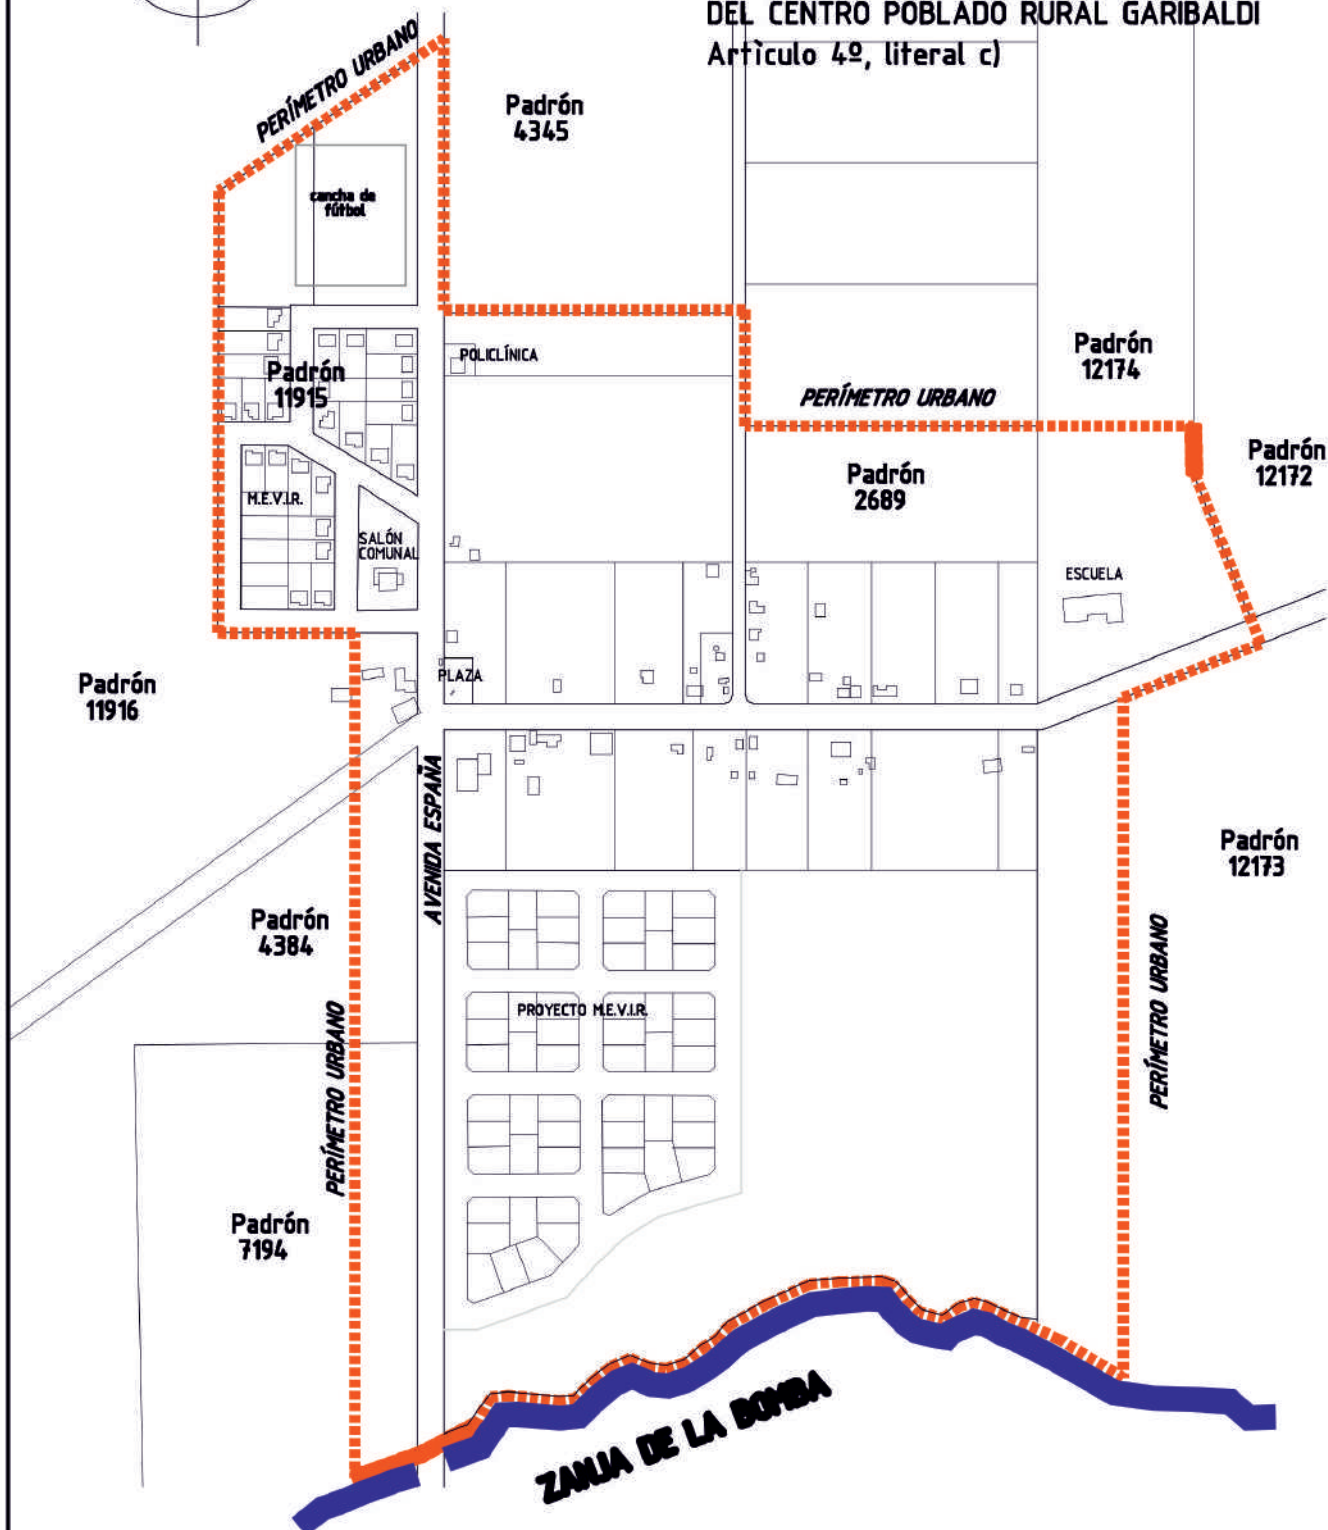 DEL CENTRO POBLADO RURAL GARIBALDI
Artìculo 4º, literal c)
PERÍMETRO URBANO
Padrón
4345
cancha de
fútbol
POLICLÍNICA
Padrón
11915
Padrón
12174
PERÍMETRO URBANO
Padrón
12172
Padrón
2689
M.E.V.I.R.
SALÓN
COMUNAL
ESCUELA
PLAZA
Padrón
11916
AVENIDA ESPAÑA
Padrón
12173
Padrón
4384
PERÍMETRO URBANO
PROYECTO M.E.V.I.R.
PERÍMETRO URBANO
Padrón
7194
ZANJA DE LA BOMBA